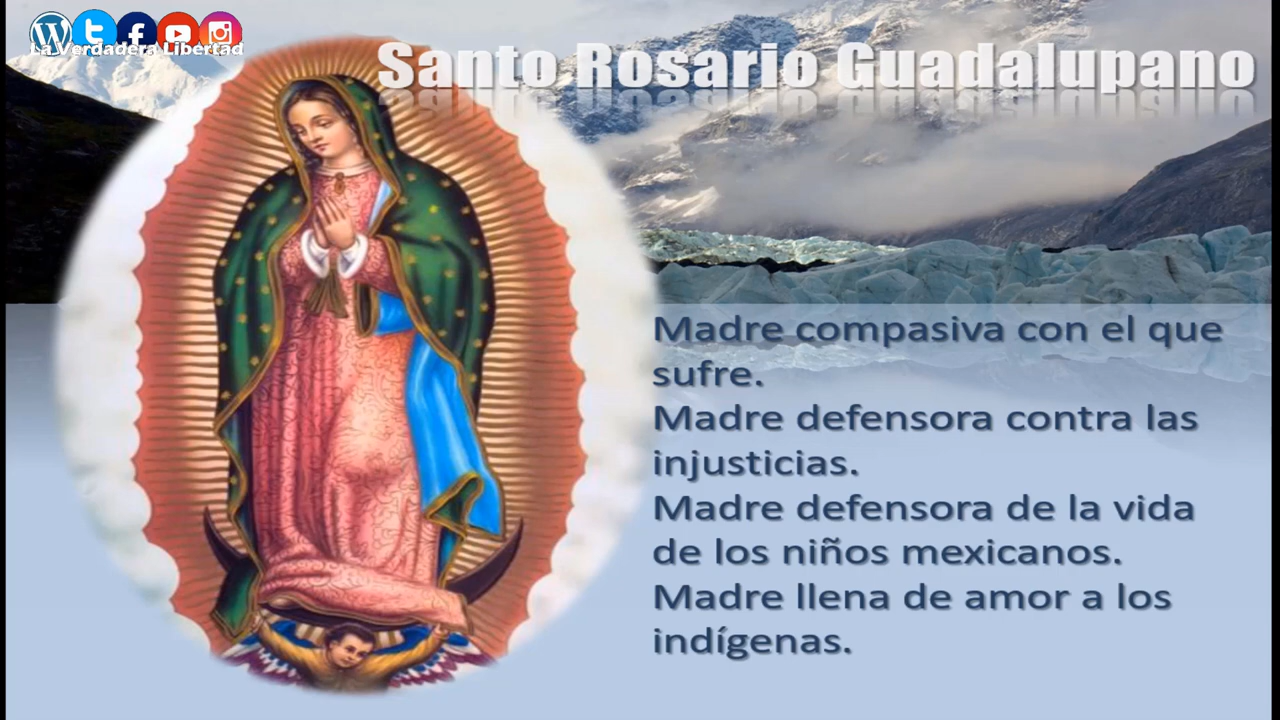 La Verdadera Libertad
Santo Rosario Guadalupano
Madre compasiva con el que
sufre.
Madre defensora contra las
injusticias.
Madre defensora de la vida
de los niños mexicanos.
Madre llena de amor a los
indígenas.